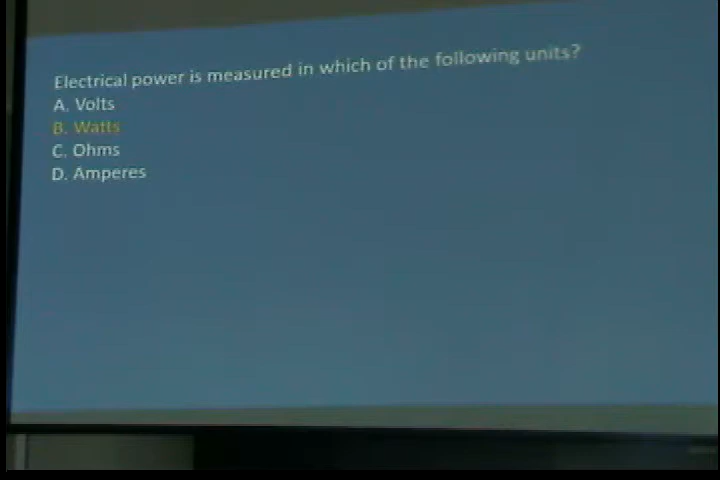 Electrical power is measured in which of the following units?
A. Volts
B. Watts
C. Ohms
D. Amperes